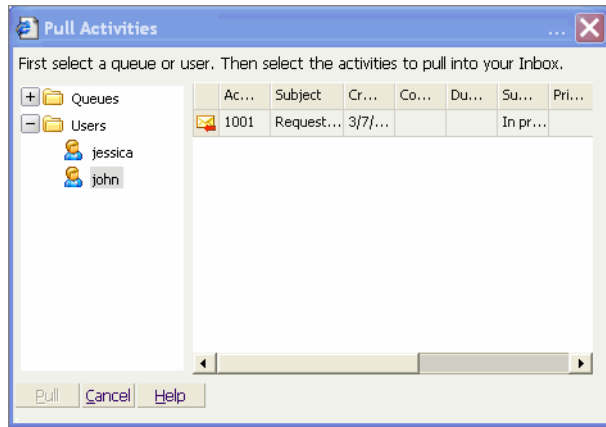 Pull Activities ...
First select a queue or user. Then select the activities to pull into your Inbox.
Queues
Users
jessica
john
Ac... Subject Cr... Co... Du... Su... Pri...
1001 Request... 3/7/... In pr...
Pull Cancel Help